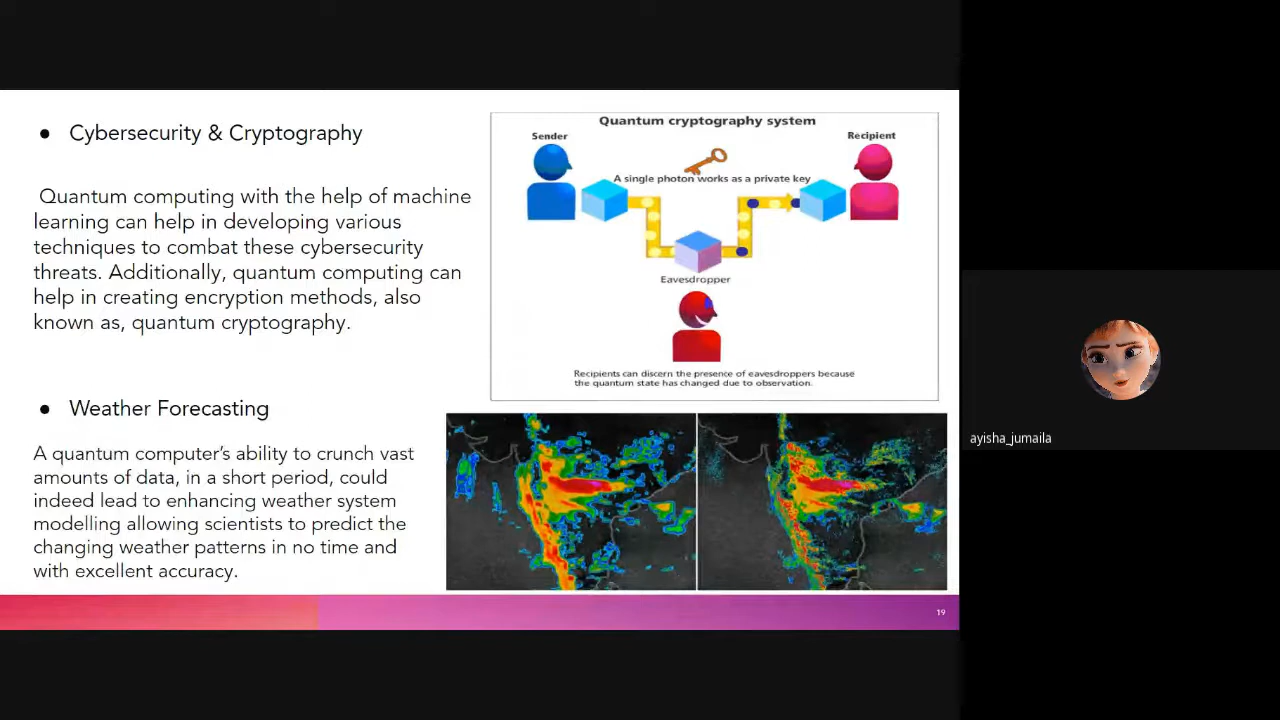 ● Cybersecurity & Cryptography
Quantum computing with the help of machine
learning can help in developing various
techniques to combat these cybersecurity
threats. Additionally, quantum computing can
help in creating encryption methods, also
known as, quantum cryptography.
Quantum cryptography system
Sender
Recipient
A single photon works as a private key
Eavesdropper
Recipients can discern the presence of eavesdroppers because
the quantum state has changed due to observation.
● Weather Forecasting
A quantum computer’s ability to crunch vast
amounts of data, in a short period, could
indeed lead to enhancing weather system
modelling allowing scientists to predict the
changing weather patterns in no time and
with excellent accuracy.
19
ayisha_jumaila